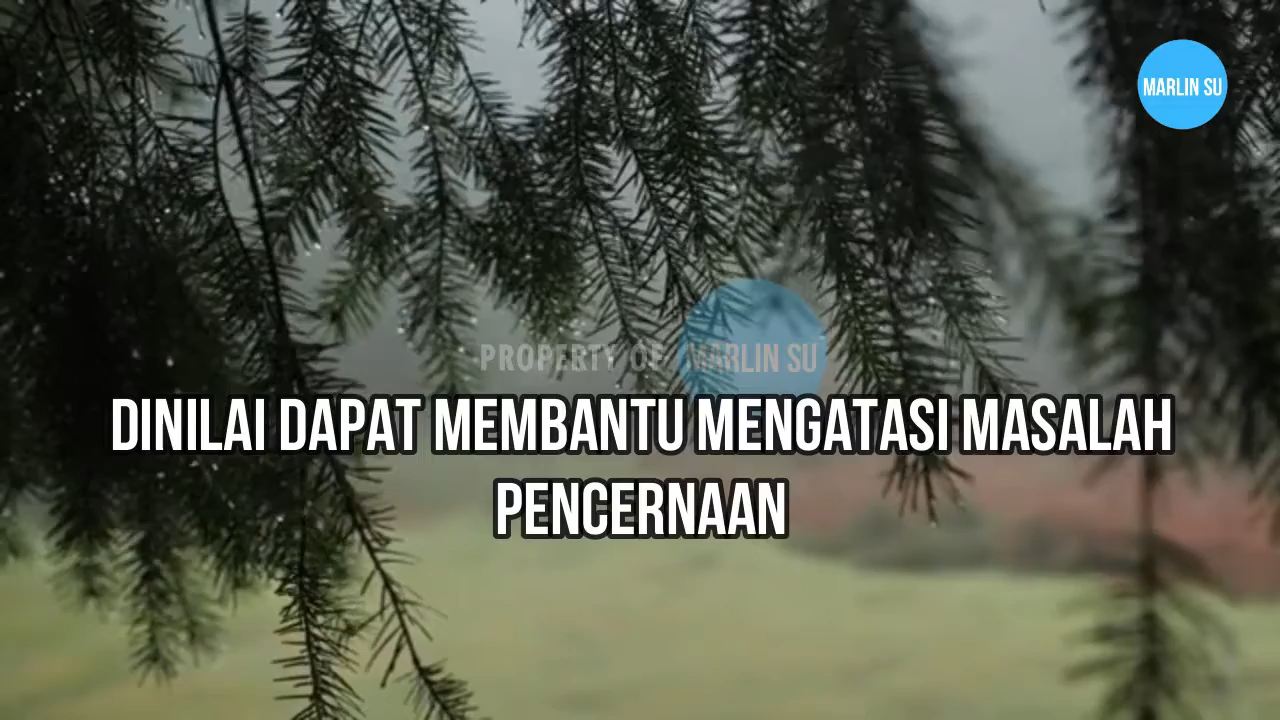 MARLIN SU
PROPERTY OF MARLIN SU
DINILAI DAPAT MEMBANTU MENGATASI MASALAH
PENCERNAAN